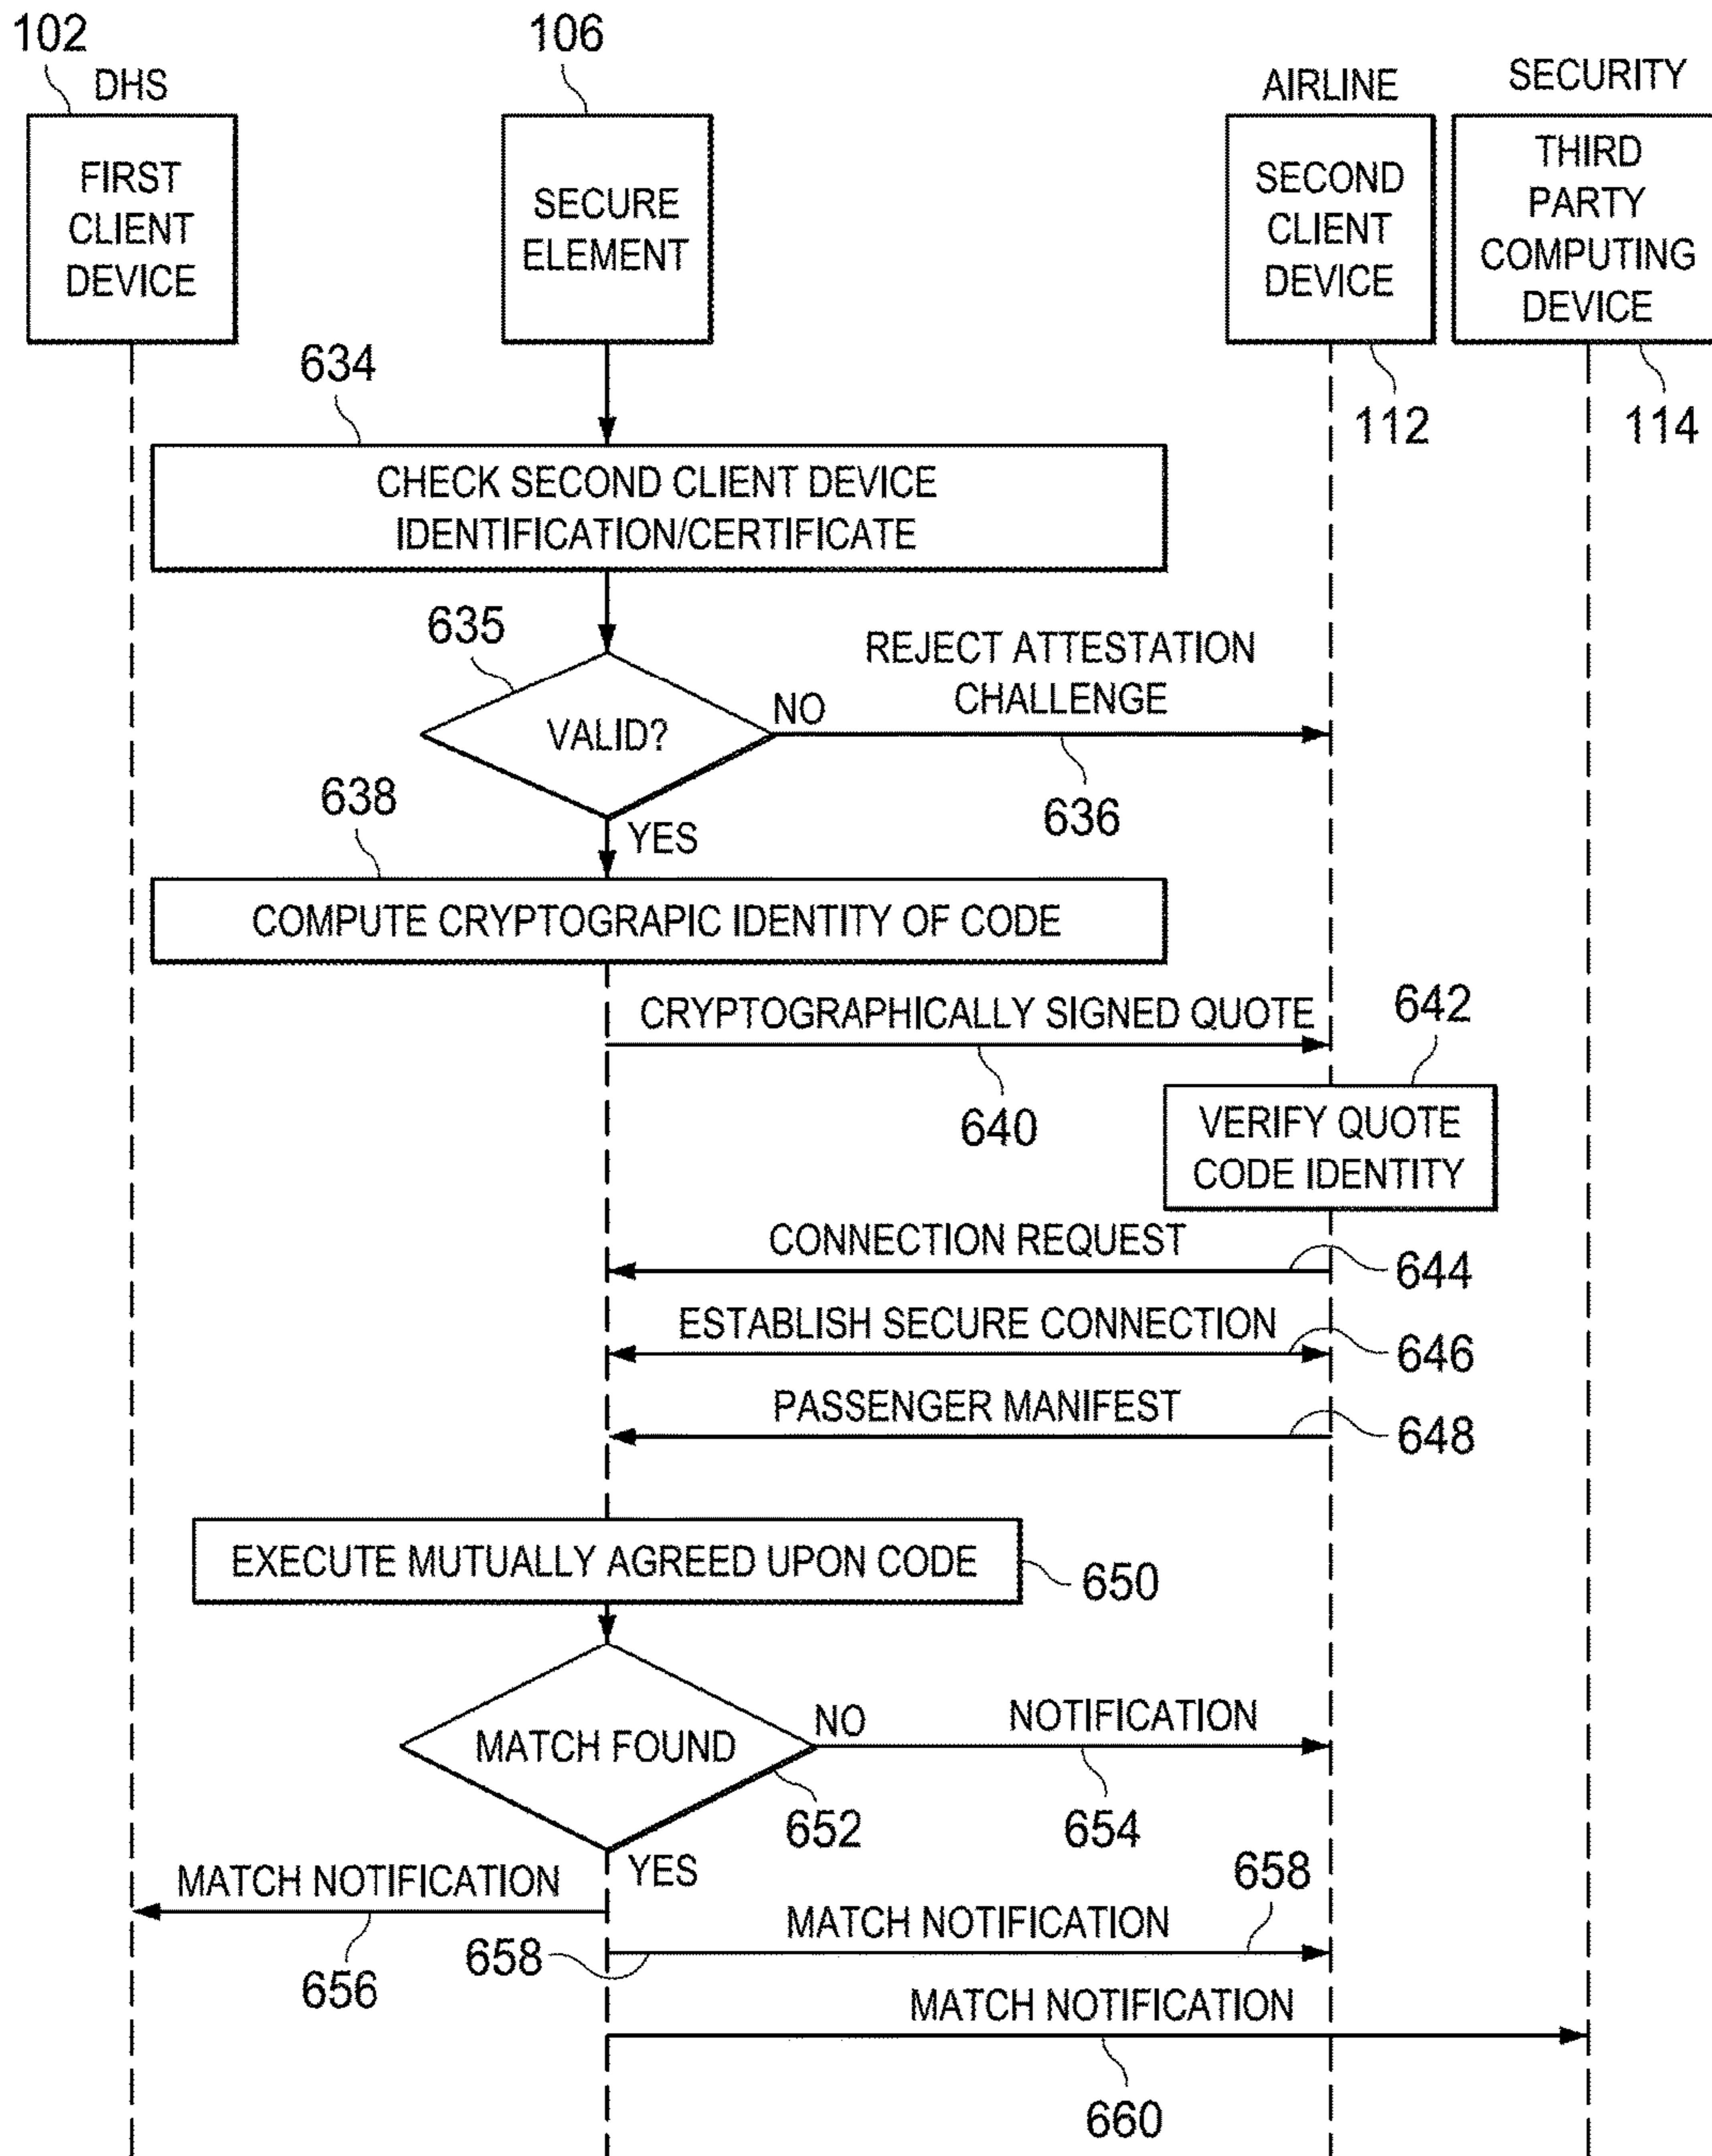 102
DHS
FIRST
CLIENT
DEVICE
106
SECURE
ELEMENT
AIRLINE
SECOND
CLIENT
DEVICE
112
SECURITY
THIRD
PARTY
COMPUTING
DEVICE
114
634
CHECK SECOND CLIENT DEVICE
IDENTIFICATION/CERTIFICATE
635
VALID?
NO
REJECT ATTESTATION
CHALLENGE
636
YES
638
COMPUTE CRYPTOGRAPIC IDENTITY OF CODE
CRYPTOGRAPHICALLY SIGNED QUOTE
640
642
VERIFY QUOTE
CODE IDENTITY
CONNECTION REQUEST
644
ESTABLISH SECURE CONNECTION
646
PASSENGER MANIFEST
648
EXECUTE MUTUALLY AGREED UPON CODE
650
MATCH FOUND
652
NO
NOTIFICATION
654
YES
MATCH NOTIFICATION
656
MATCH NOTIFICATION
658
658
MATCH NOTIFICATION
660